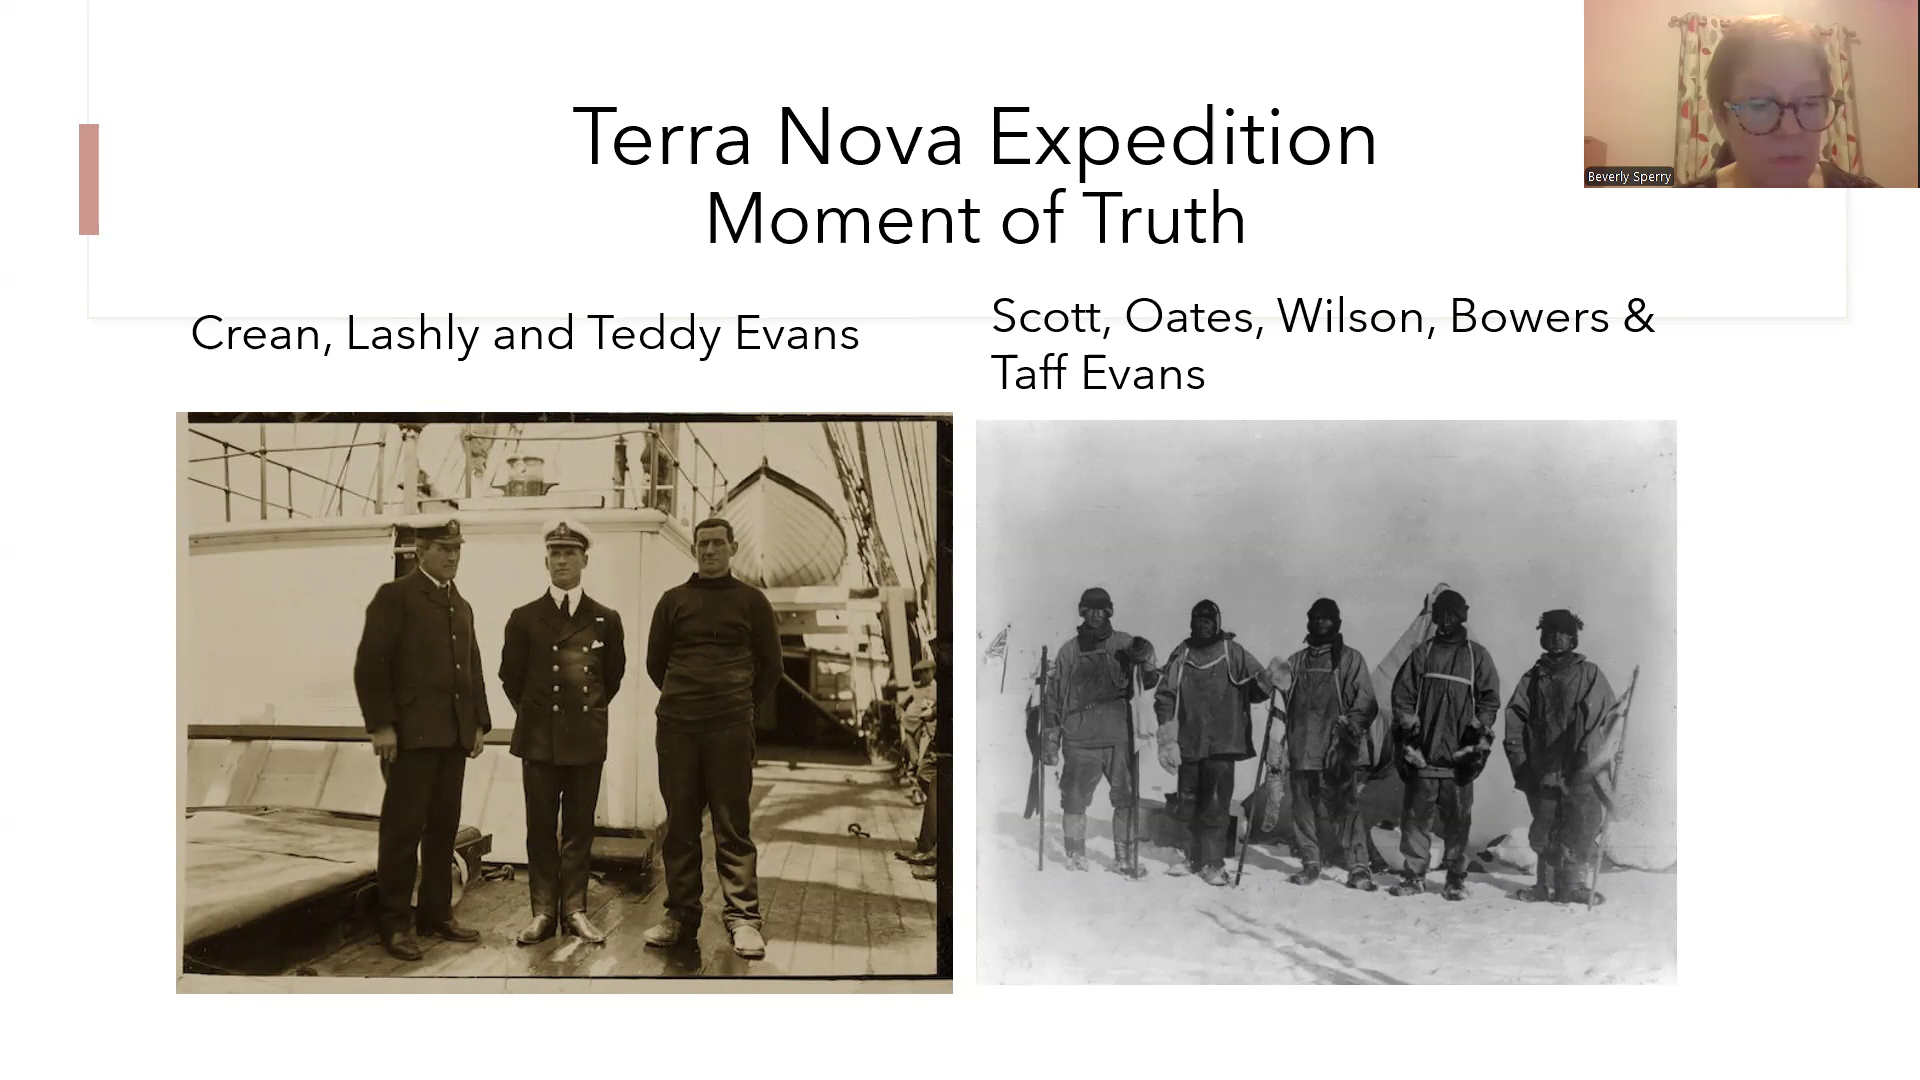 Terra Nova Expedition
Moment of Truth
Beverly Sperry
Crean, Lashly and Teddy Evans
Scott, Oates, Wilson, Bowers &
Taff Evans